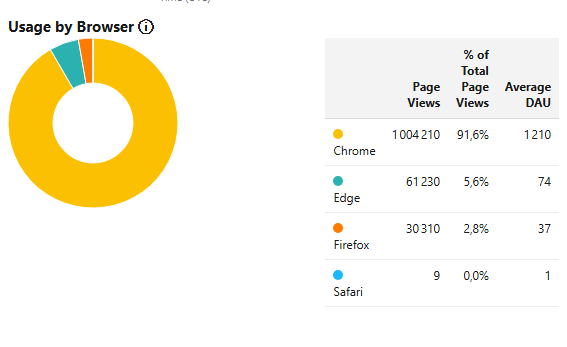 Usage by Browser
% of
Total
Page Page Average
Views Views DAU
Chrome 1 004 210 91,6% 1 210
Edge 61 230 5,6% 74
Firefox 30 310 2,8% 37
Safari 9 0,0% 1